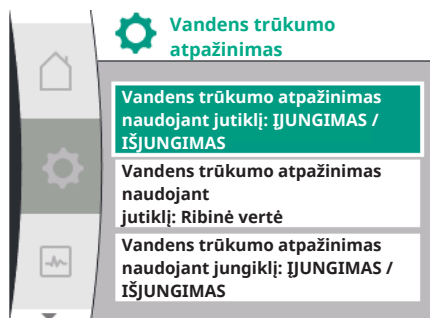 Vandens trūkumo
atpažinimas
Vandens trūkumo atpažinimas
naudojant jutiklį: ĮJUNGIMAS /
IŠJUNGIMAS
Vandens trūkumo atpažinimas
naudojant
jutiklį: Ribinė vertė
Vandens trūkumo atpažinimas
naudojant jungiklį: ĮJUNGIMAS /
IŠJUNGIMAS